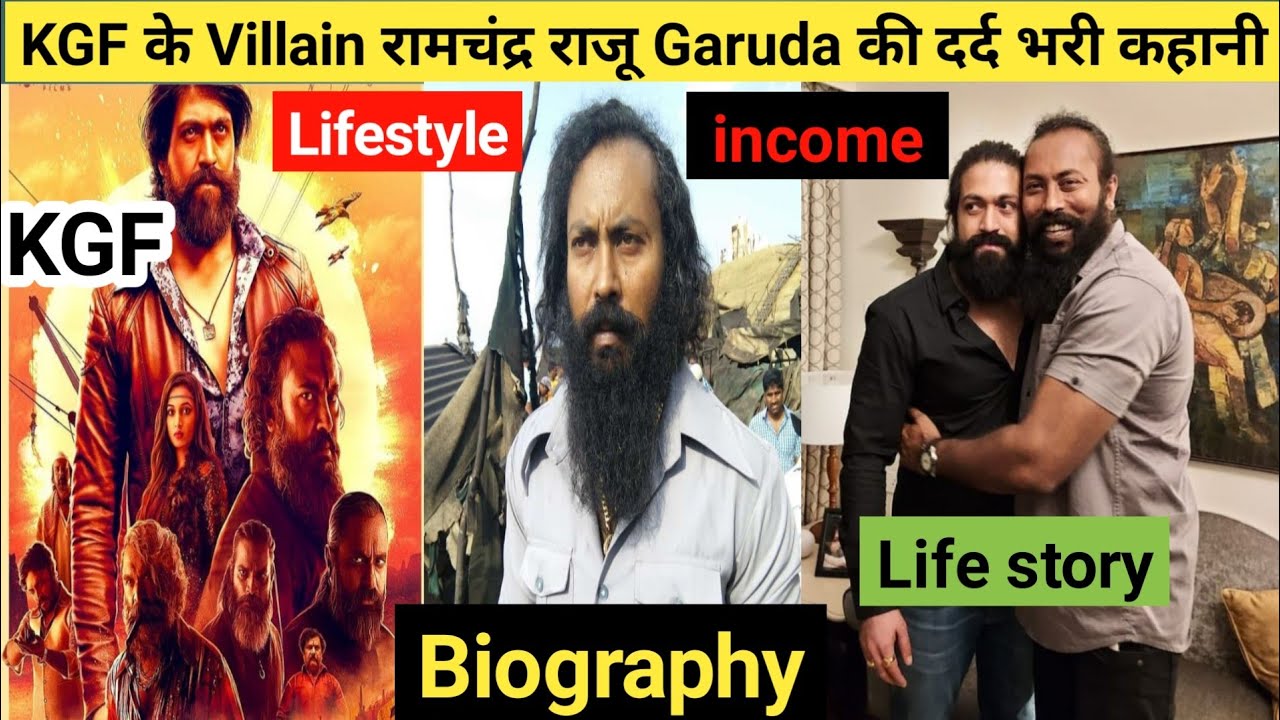 KGF के Villain रामचंद्र राजू Garuda की दर्द भरी कहानी
Lifestyle
income
KGF
Life story
Biography